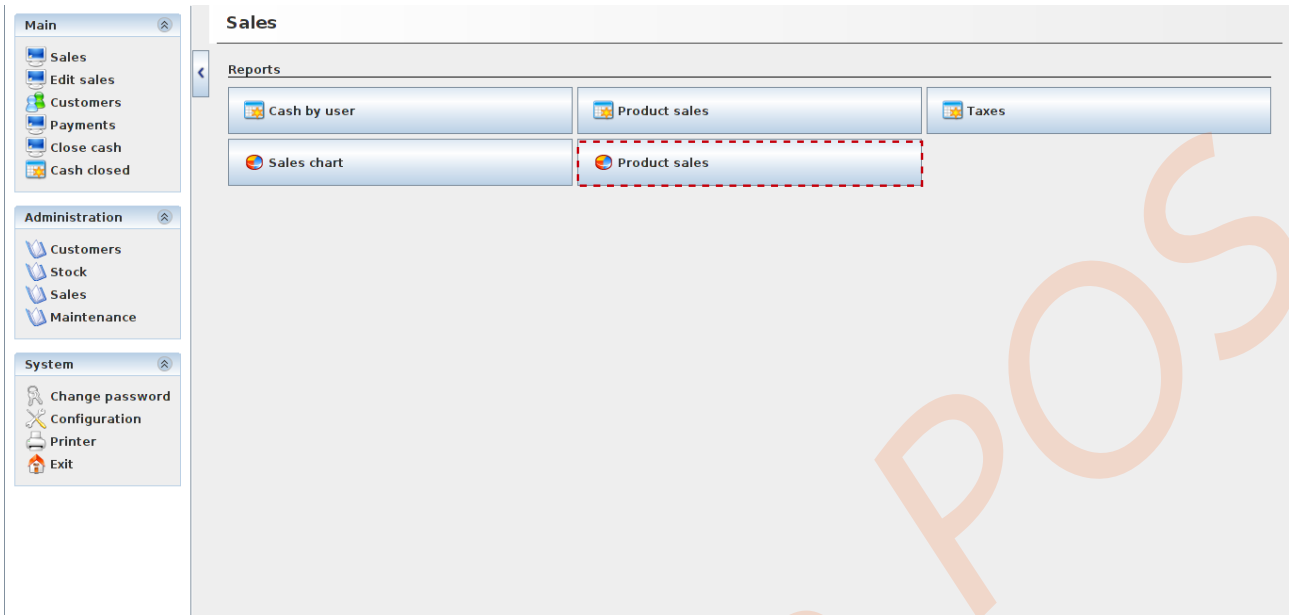 Main
Sales
Edit sales
Customers
Payments
Close cash
Cash closed
Administration
Customers
Stock
Sales
Maintenance
System
Change password
Configuration
Printer
Exit
Sales
Reports
Cash by user
Product sales
Taxes
Sales chart
Product sales
POS